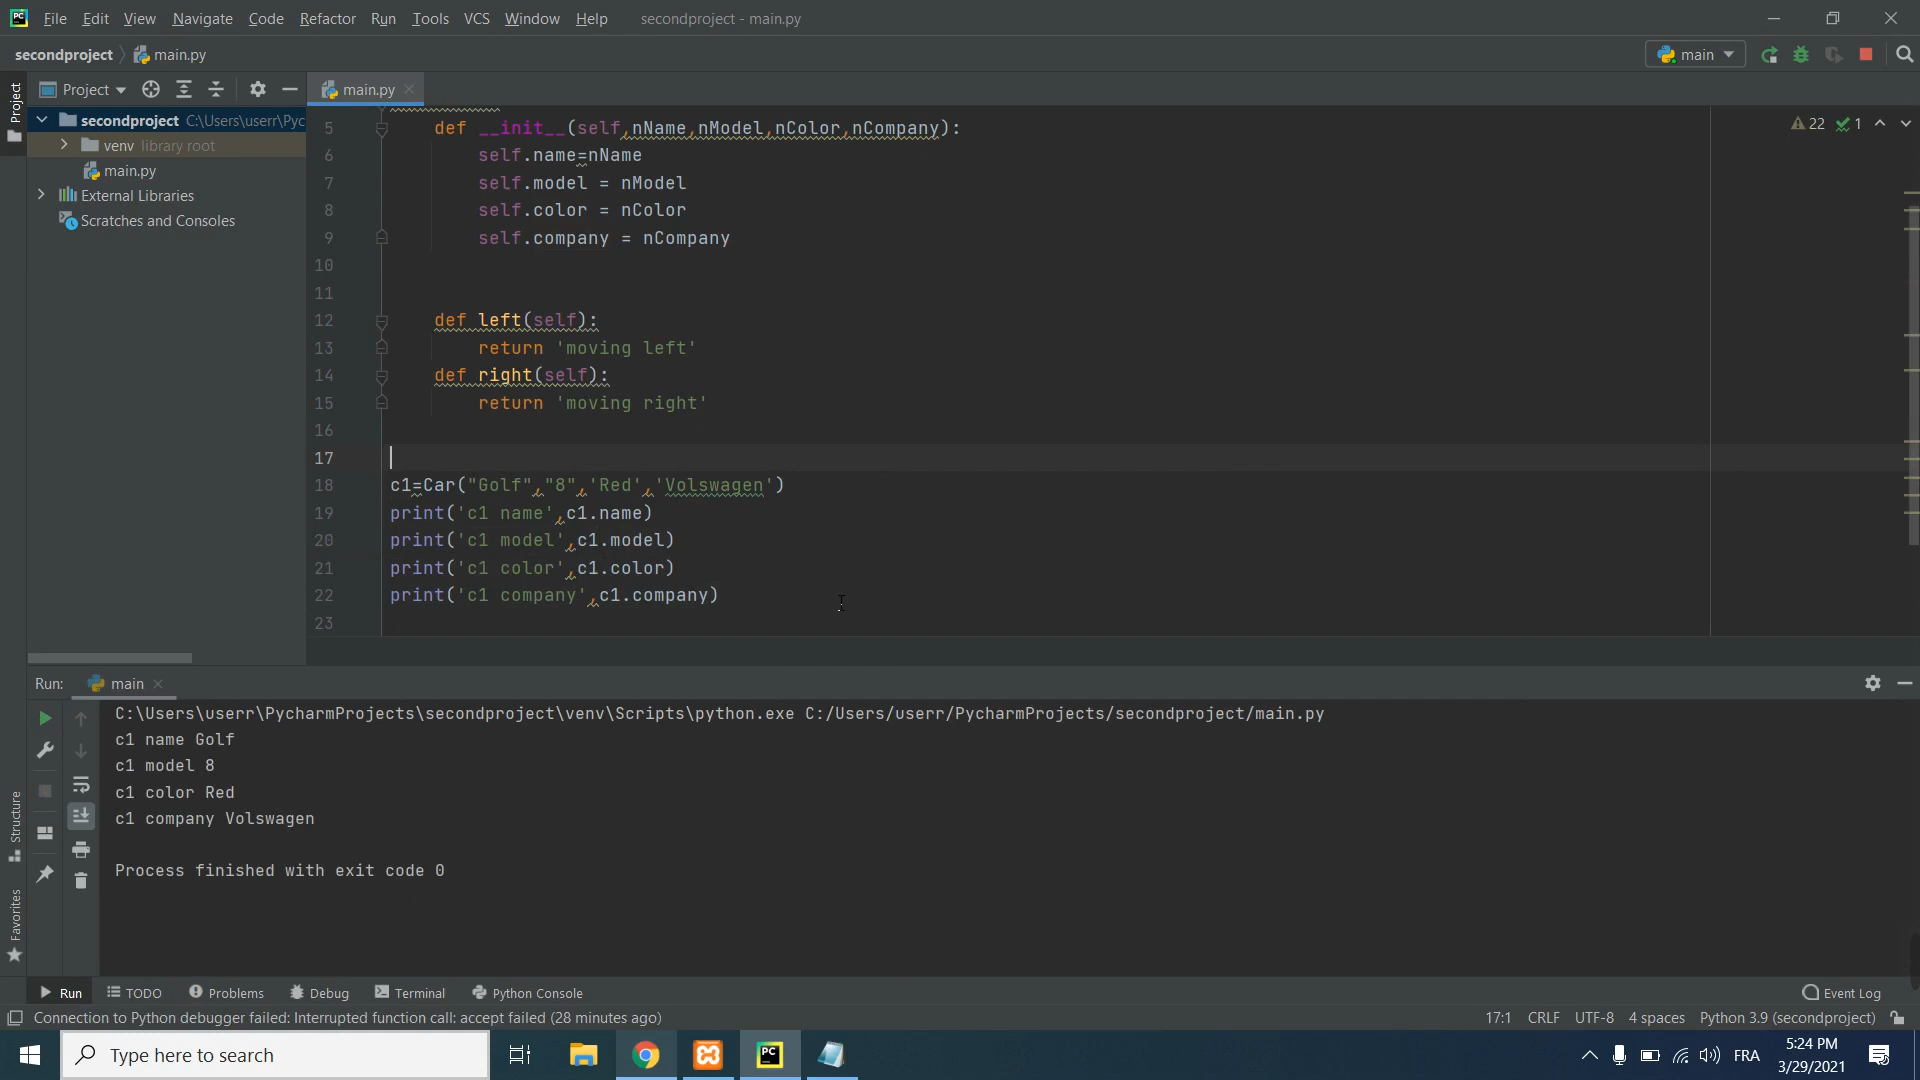 File Edit View Navigate Code Refactor Run Tools VCS Window Help secondproject - main.py
secondproject main.py main
Project main.py
Project
secondproject C:\Users\userr\Pyc
venv library root
main.py
External Libraries
Scratches and Consoles
22 1
5 def __init__(self,nName,nModel,nColor,nCompany):
6 self.name=nName
7 self.model = nModel
8 self.color = nColor
9 self.company = nCompany
10
11
12 def left(self):
13 return 'moving left'
14 def right(self):
15 return 'moving right'
16
17
18 c1=Car("Golf","8",'Red','Volswagen')
19 print('c1 name',c1.name)
20 print('c1 model',c1.model)
21 print('c1 color',c1.color)
22 print('c1 company',c1.company)
23
Run: main
C:\Users\userr\PycharmProjects\secondproject\venv\Scripts\python.exe C:/Users/userr/PycharmProjects/secondproject/main.py
c1 name Golf
c1 model 8
c1 color Red
c1 company Volswagen
Process finished with exit code 0
Structure
Favorites
Run TODO Problems Debug Terminal Python Console Event Log
Connection to Python debugger failed: Interrupted function call: accept failed (28 minutes ago) 17:1 CRLF UTF-8 4 spaces Python 3.9 (secondproject)
Type here to search
PC
FRA
5:24 PM
3/29/2021